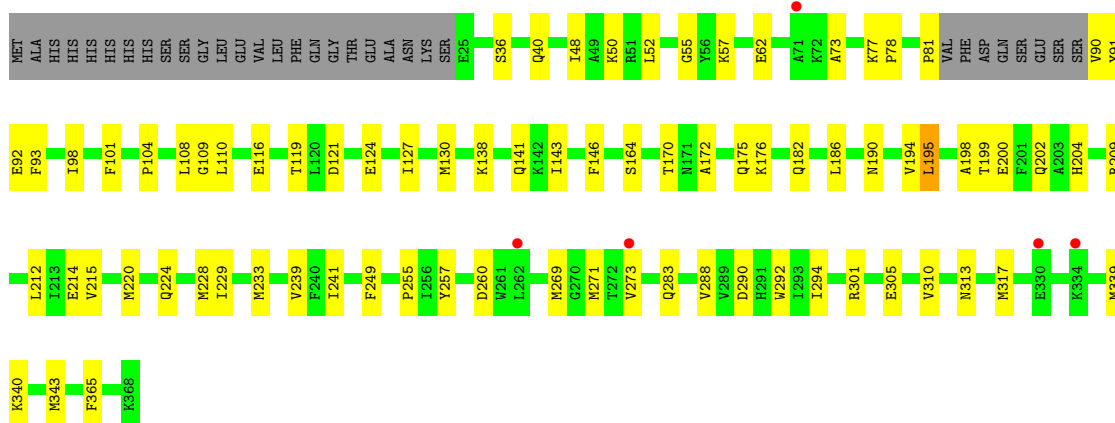 MET ALA HIS HIS HIS HIS HIS HIS SER SER GLY LEU GLU VAL LEU PHE GLN GLY THR GLU ALA ASN LYS SER E25 S36 Q40 I48 A49 K50 R51 L52 G55 Y56 K57 E62 A71 K72 A73 K77 P78 P81 VAL PHE ASP GLN SER GLU SER SER V90 Y91
E92 F93 I98 F101 P104 L108 G109 L110 E116 T119 L120 D121 E124 I127 M130 K138 Q141 K142 I143 F146 S164 T170 N171 A172 Q175 K176 Q182 L186 N190 V194 L195 A198 T199 E200 F201 Q202 A203 H204
L212 I213 E214 V215 M220 Q224 M228 I229 M233 V239 F240 I241 F249 P255 I256 Y257 D260 W261 L262 M269 G270 M271 T272 V273 Q283 V288 V289 D290 H291 W292 I293 I294 R301 E305 V310 N313 M317 E330 K334 M339
K340 M343 F365 K368